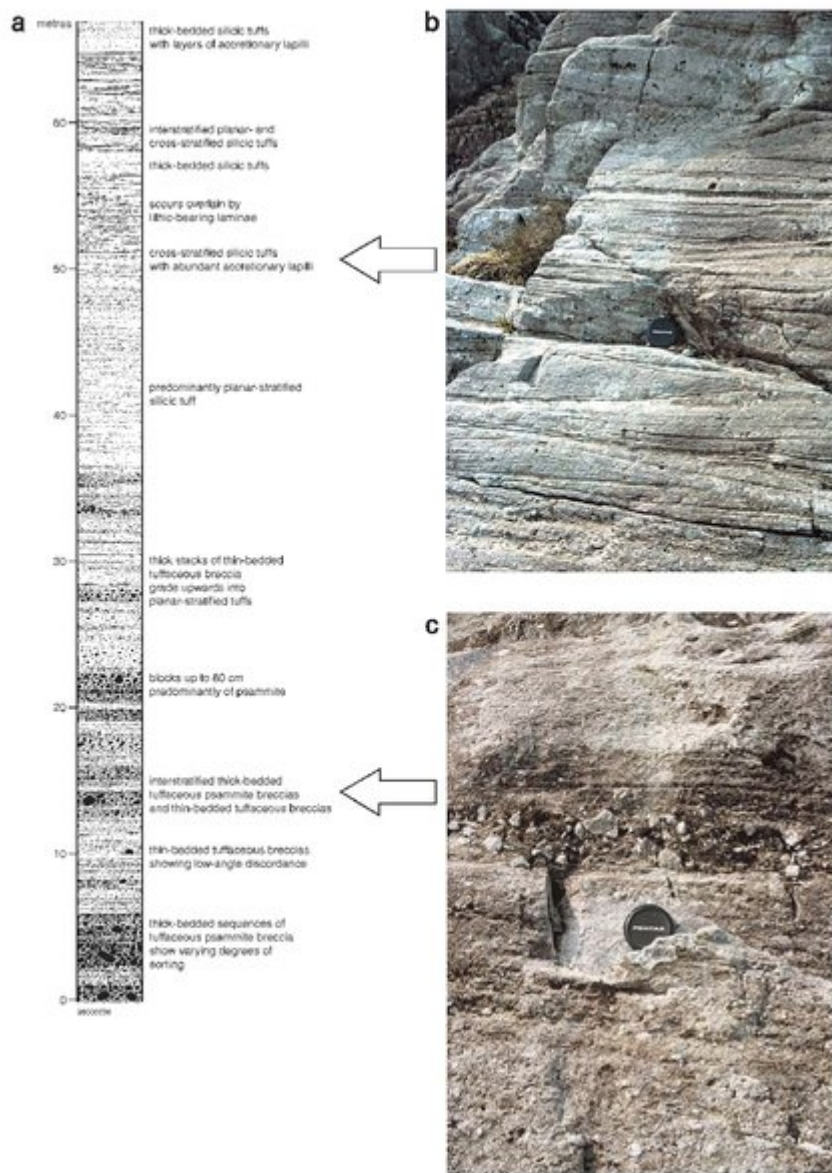 a
metres
thick-bedded silicic tuffs
with layers of accretionary lapilli
60
interstratified planar- and
cross-stratified silicic tuffs
thick-bedded silicic tuffs
scours overlain by
lithic-bearing laminae
cross-stratified silicic tuffs
with abundant accretionary lapilli
50
predominantly planar-stratified
silicic tuff
40
30
thick stacks of thin-bedded
tuffaceous breccia
grade upwards into
planar-stratified tuffs
blocks up to 60 cm
predominantly of psammite
20
interstratified thick-bedded
tuffaceous psammite breccias
and thin-bedded tuffaceous breccias
10
thin-bedded tuffaceous breccias
showing low-angle discordance
thick-bedded sequences of
tuffaceous psammite breccia
show varying degrees of
sorting
0
b
PENTAX
c
PENTAX